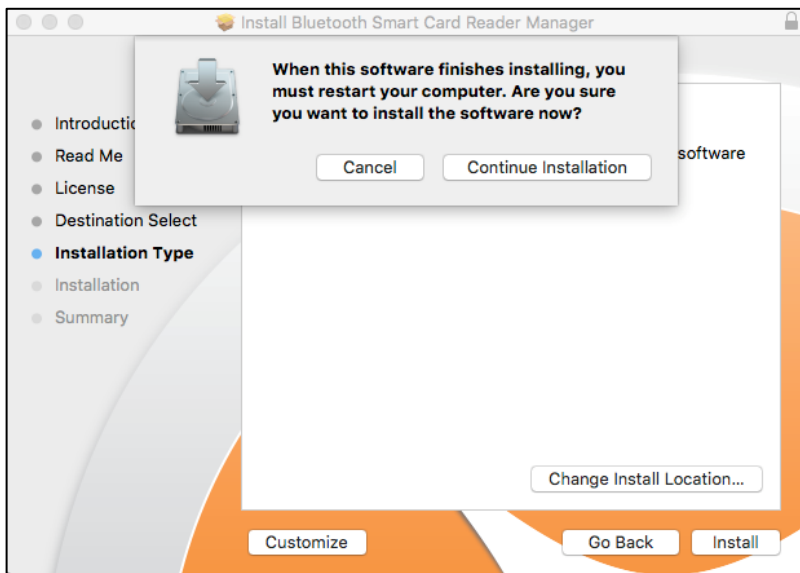 Install Bluetooth Smart Card Reader Manager
When this software finishes installing, you
must restart your computer. Are you sure
you want to install the software now?
Cancel
Continue Installation
software
Introductio
Read Me
License
Destination Select
Installation Type
Installation
Summary
Change Install Location...
Customize
Go Back
Install